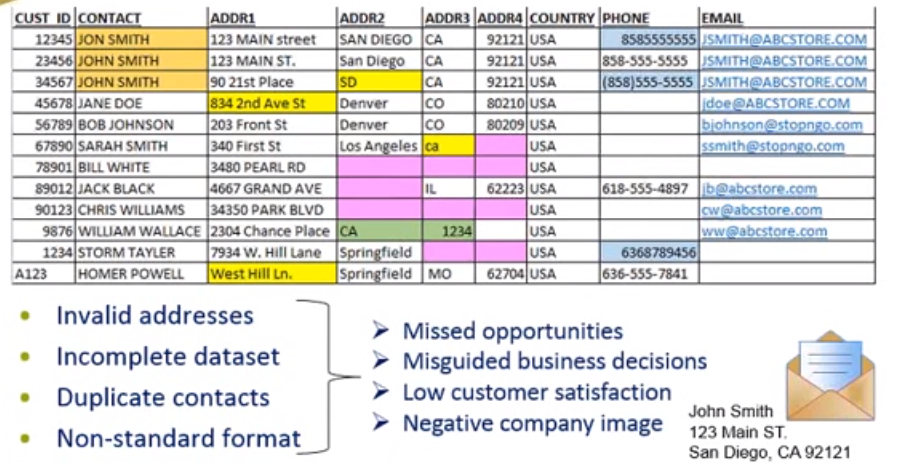 CUST_ID CONTACT ADDR1 ADDR2 ADDR3 ADDR4 COUNTRY PHONE EMAIL
12345 JON SMITH 123 MAIN street SAN DIEGO CA 92121 USA 8585555555 JSMITH@ABCSTORE.COM
23456 JOHN SMITH 123 MAIN ST. San Diego CA 92121 USA 858-555-5555 JSMITH@ABCSTORE.COM
34567 JOHN SMITH 90 21st Place SD CA 92121 USA (858)555-5555 JSMITH@ABCSTORE.COM
45678 JANE DOE 834 2nd Ave St Denver CO 80210 USA jdoe@ABCSTORE.COM
56789 BOB JOHNSON 203 Front St Denver CO 80209 USA bjohnson@stopngo.com
67890 SARAH SMITH 340 First St Los Angeles ca USA ssmith@stopngo.com
78901 BILL WHITE 3480 PEARL RD USA
89012 JACK BLACK 4667 GRAND AVE IL 62223 USA 618-555-4897 jb@abcstore.com
90123 CHRIS WILLIAMS 34350 PARK BLVD USA cw@abcstore.com
9876 WILLIAM WALLACE 2304 Chance Place CA 1234 USA ww@abcstore.com
1234 STORM TAYLER 7934 W. Hill Lane Springfield USA 6368789456
A123 HOMER POWELL West Hill Ln. Springfield MO 62704 USA 636-555-7841
• Invalid addresses
• Incomplete dataset
• Duplicate contacts
• Non-standard format
➢ Missed opportunities
➢ Misguided business decisions
➢ Low customer satisfaction
➢ Negative company image
John Smith
123 Main ST.
San Diego, CA 92121